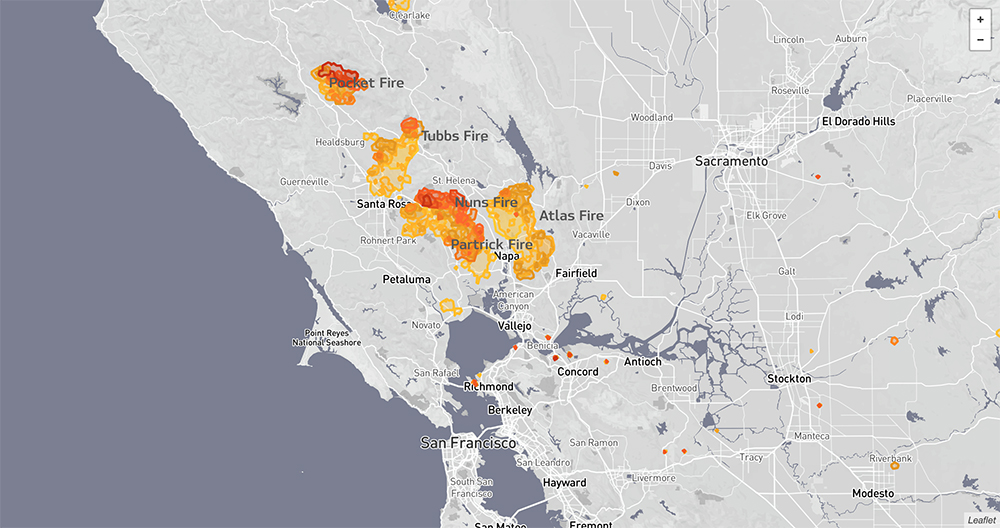 Clearlake
+
−
Lincoln
Auburn
Pocket Fire
Roseville
Placerville
Woodland
El Dorado Hills
Tubbs Fire
Healdsburg
Sacramento
Davis
St. Helena
Guerneville
Santa Rosa
Nuns Fire
Dixon
Atlas Fire
Elk Grove
Rohnert Park
Partrick Fire
Vacaville
Napa
Petaluma
Fairfield
Galt
American
Canyon
Lodi
Novato
Vallejo
Point Reyes
National Seashore
Benicia
Antioch
San Rafael
Concord
Stockton
Richmond
Brentwood
Berkeley
San Francisco
San Ramon
Manteca
Tracy
Riverbank
San Leandro
South San
Francisco
Hayward
Livermore
Modesto
San Mateo
Fremont
Leaflet